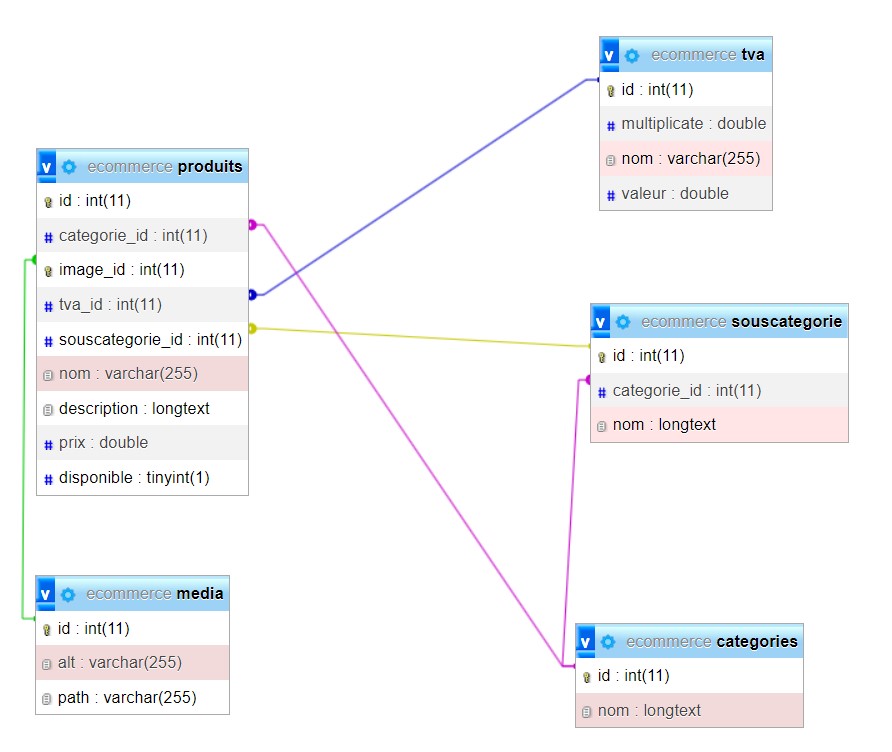 v ecommerce tva
id : int(11)
multiplicate : double
nom : varchar(255)
valeur : double
v ecommerce produits
id : int(11)
categorie_id : int(11)
image_id : int(11)
tva_id : int(11)
souscategorie_id : int(11)
nom : varchar(255)
description : longtext
prix : double
disponible : tinyint(1)
v ecommerce souscategorie
id : int(11)
categorie_id : int(11)
nom : longtext
v ecommerce media
id : int(11)
alt : varchar(255)
path : varchar(255)
v ecommerce categories
id : int(11)
nom : longtext